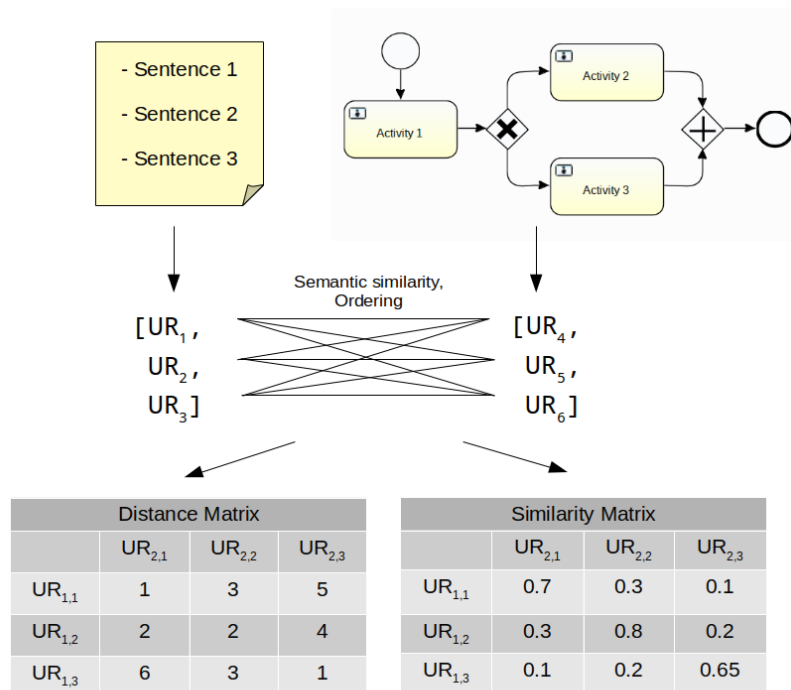 - Sentence 1
- Sentence 2
- Sentence 3
Activity 1
Activity 2
Activity 3
Semantic similarity,
Ordering
[UR₁,
UR₂,
UR₃]
[UR₄,
UR₅,
UR₆]
Distance Matrix
UR₂,₁ UR₂,₂ UR₂,₃
UR₁,₁ 1 3 5
UR₁,₂ 2 2 4
UR₁,₃ 6 3 1
Similarity Matrix
UR₂,₁ UR₂,₂ UR₂,₃
UR₁,₁ 0.7 0.3 0.1
UR₁,₂ 0.3 0.8 0.2
UR₁,₃ 0.1 0.2 0.65